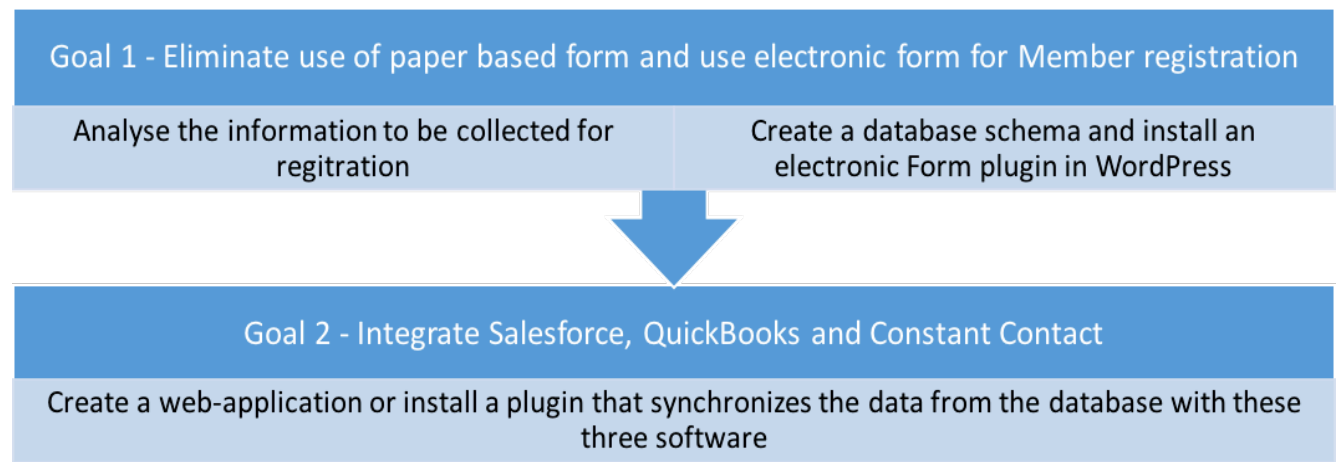 Goal 1 - Eliminate use of paper based form and use electronic form for Member registration
Analyse the information to be collected for
regitration
Create a database schema and install an
electronic Form plugin in WordPress
Goal 2 - Integrate Salesforce, QuickBooks and Constant Contact
Create a web-application or install a plugin that synchronizes the data from the database with these
three software